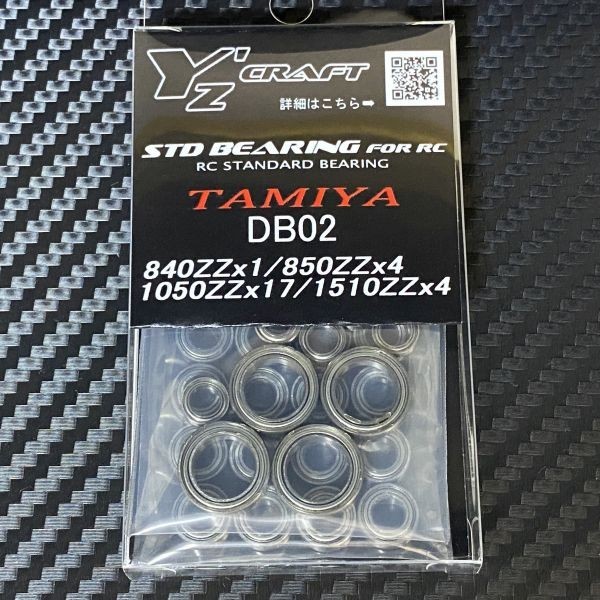 Y'z CRAFT
詳細はこちら➡
STD BEARING FOR RC
RC STANDARD BEARING
TAMIYA
DB02
840ZZx1/850ZZx4
1050ZZx17/1510ZZx4